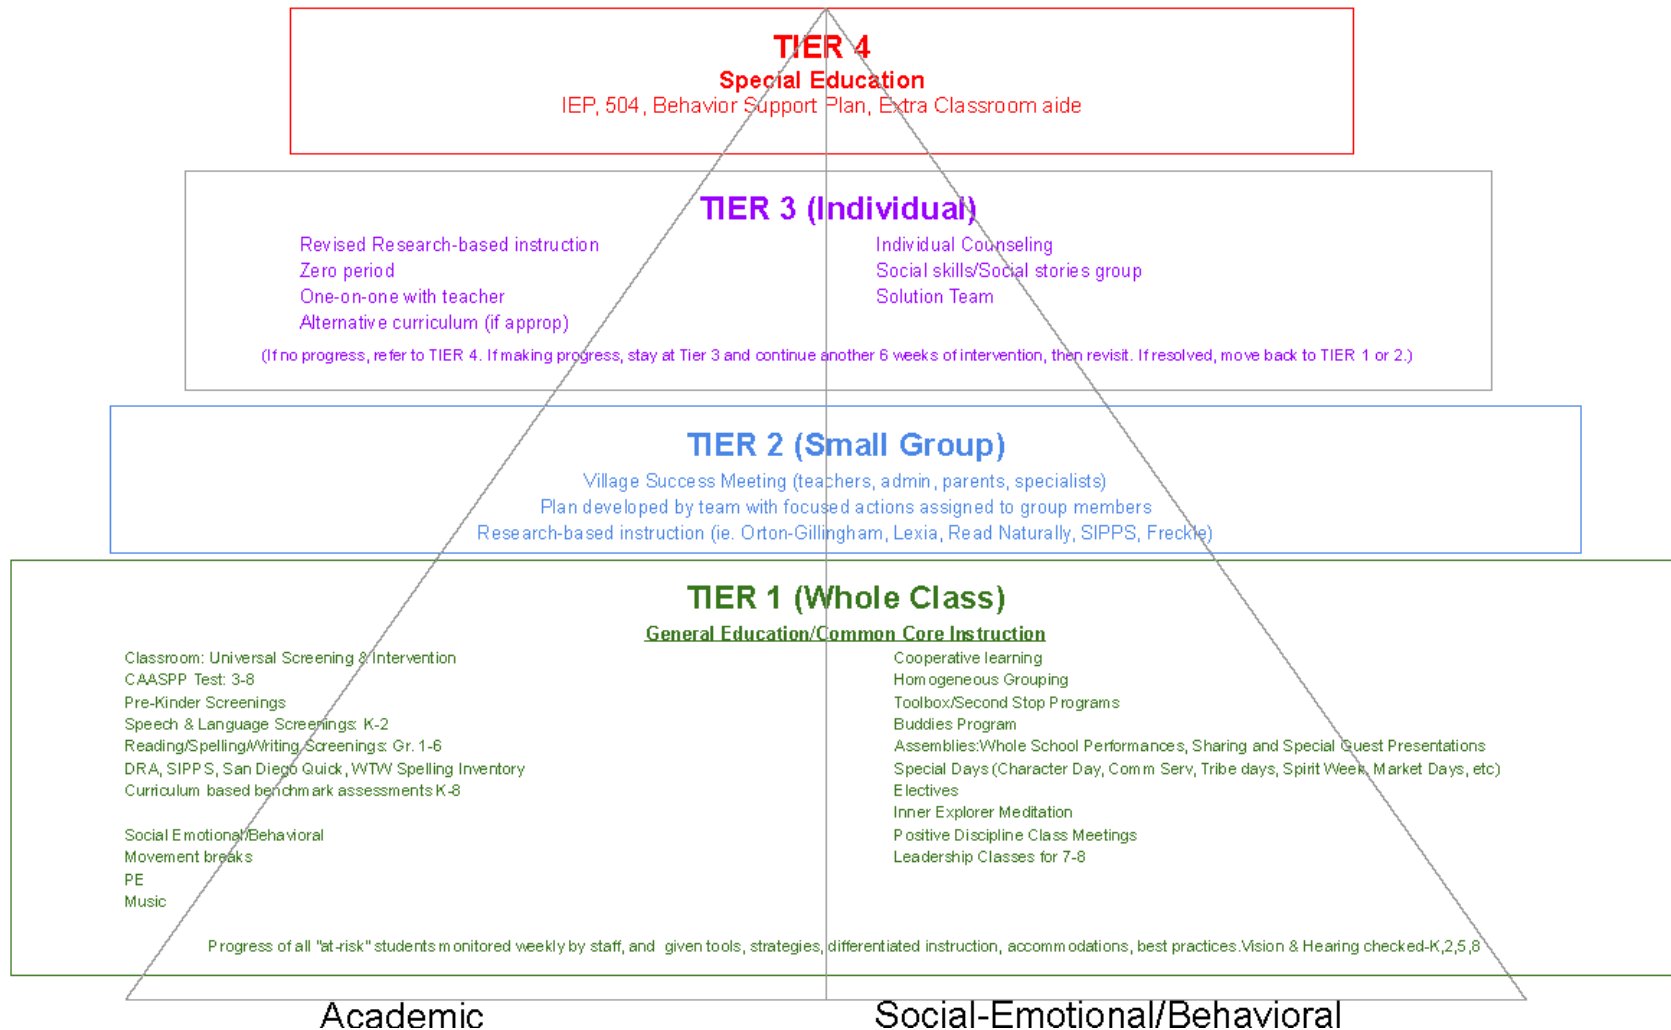 TIER 4
Special Education
IEP, 504, Behavior Support Plan, Extra Classroom aide
TIER 3 (Individual)
Revised Research-based instruction
Zero period
One-on-one with teacher
Alternative curriculum (if approp)
Individual Counseling
Social skills/Social stories group
Solution Team
(If no progress, refer to TIER 4. If making progress, stay at Tier 3 and continue another 6 weeks of intervention, then revisit. If resolved, move back to TIER 1 or 2.)
TIER 2 (Small Group)
Village Success Meeting (teachers, admin, parents, specialists)
Plan developed by team with focused actions assigned to group members
Research-based instruction (ie. Orton-Gillingham, Lexia, Read Naturally, SIPPS, Freckle)
TIER 1 (Whole Class)
General Education/Common Core Instruction
Classroom: Universal Screening & Intervention
CAASPP Test: 3-8
Pre-Kinder Screenings
Speech & Language Screenings: K-2
Reading/Spelling/Writing Screenings: Gr. 1-6
DRA, SIPPS, San Diego Quick, WTW Spelling Inventory
Curriculum based benchmark assessments K-8
Social Emotional/Behavioral
Movement breaks
PE
Music
Cooperative learning
Homogeneous Grouping
Toolbox/Second Stop Programs
Buddies Program
Assemblies:Whole School Performances, Sharing and Special Guest Presentations
Special Days (Character Day, Comm Serv, Tribe days, Spirit Week, Market Days, etc)
Electives
Inner Explorer Meditation
Positive Discipline Class Meetings
Leadership Classes for 7-8
Progress of all "at-risk" students monitored weekly by staff, and given tools, strategies, differentiated instruction, accommodations, best practices.Vision & Hearing checked-K,2,5,8
Academic
Social-Emotional/Behavioral